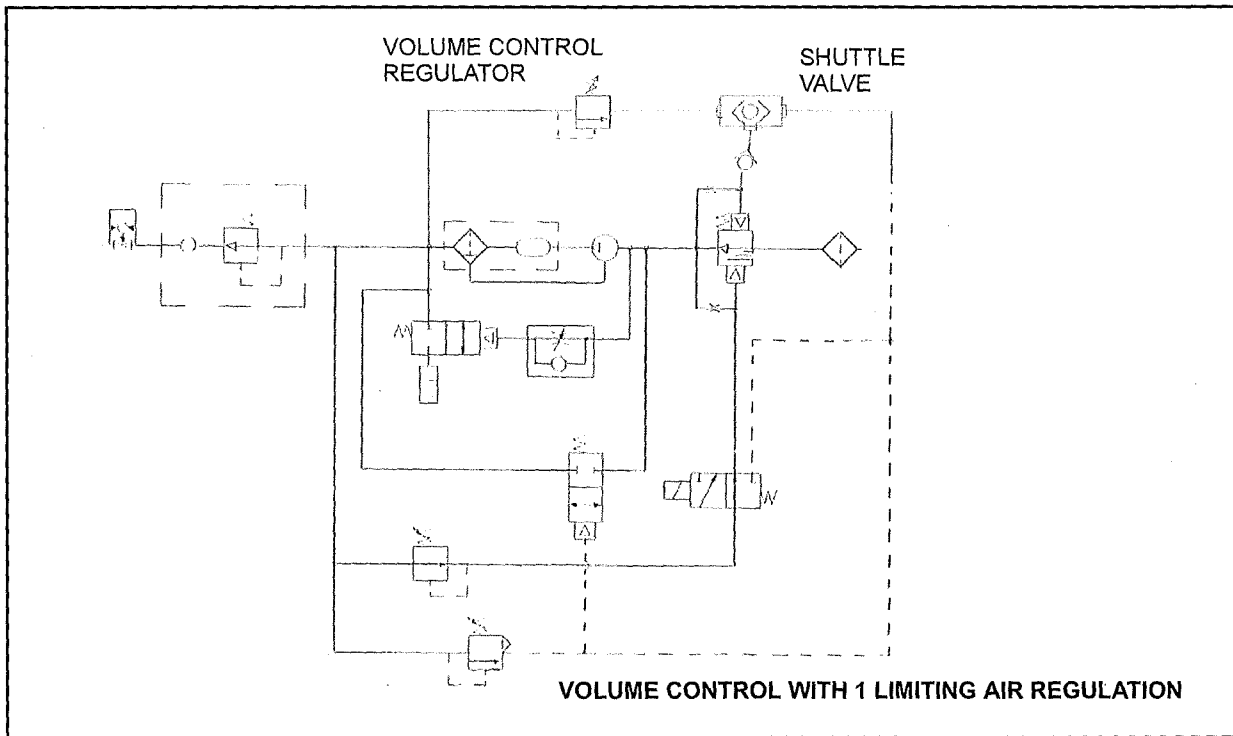 VOLUME CONTROL
REGULATOR
SHUTTLE
VALVE
VOLUME CONTROL WITH 1 LIMITING AIR REGULATION